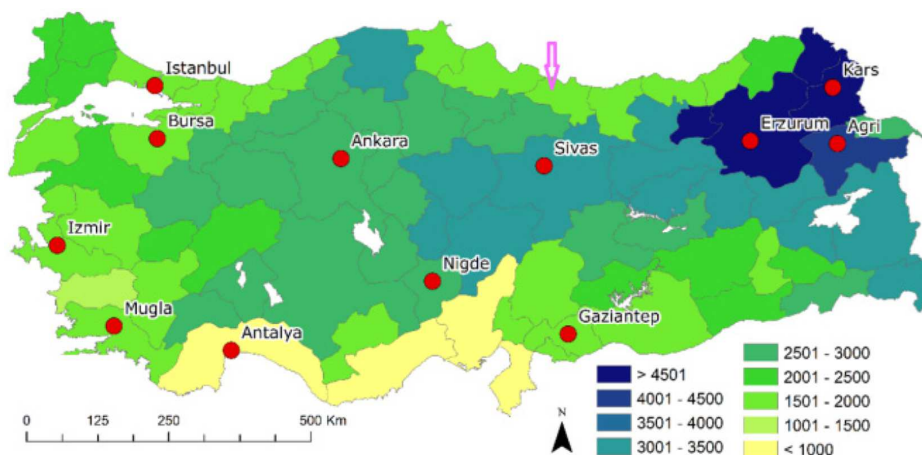 Istanbul
Kars
Bursa
Erzurum
Agri
Ankara
Sivas
Izmir
Nigde
Mugla
Antalya
Gaziantep
> 4501
4001 - 4500
3501 - 4000
3001 - 3500
2501 - 3000
2001 - 2500
1501 - 2000
1001 - 1500
< 1000
0 125 250 500 Km
N